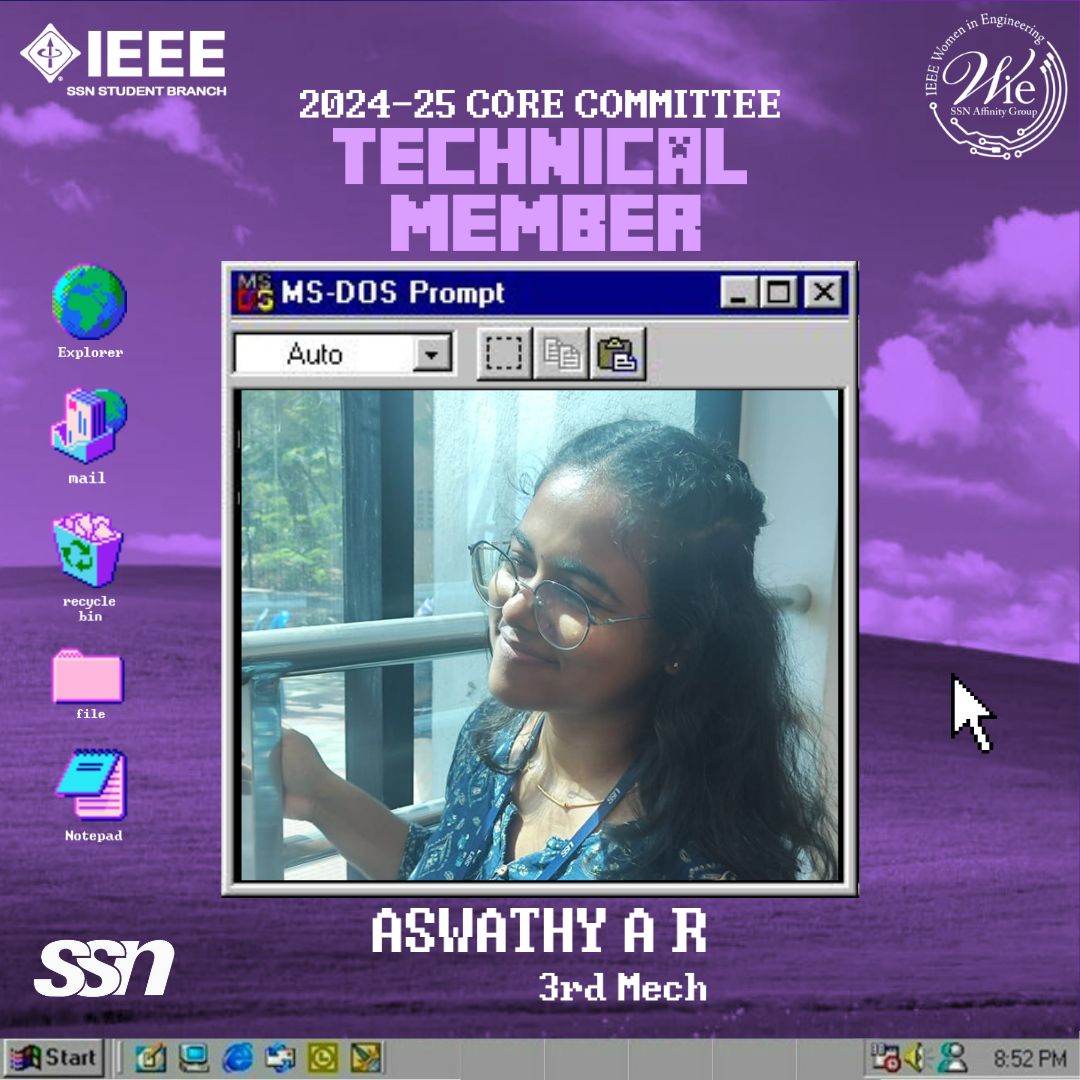 IEEE
SSN STUDENT BRANCH
IEEE Women in Engineering
WiE
SSN Affinity Group
2024-25 CORE COMMITTEE
TECHNICAL
MEMBER
MS-DOS Prompt
Auto
Explorer
mail
recycle
bin
file
Notepad
SSN
ASWATHY A R
3rd Mech
ssn
Start
8:52 PM